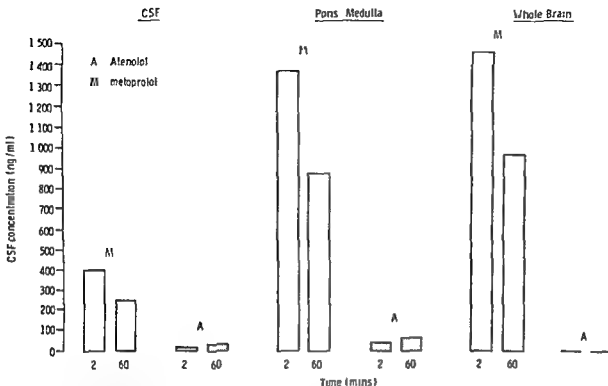 CSF Pons Medulla Whole Brain
A Atenolol
M metoprolol
CSF concentration (ng/ml)
1 500
1 400
1 300
1 200
1 100
1 000
900
800
700
600
500
400
300
200
100
0
M
A
M
A
M
A
2 60 2 60 2 60 2 60 2 60 2 60
Time (mins)